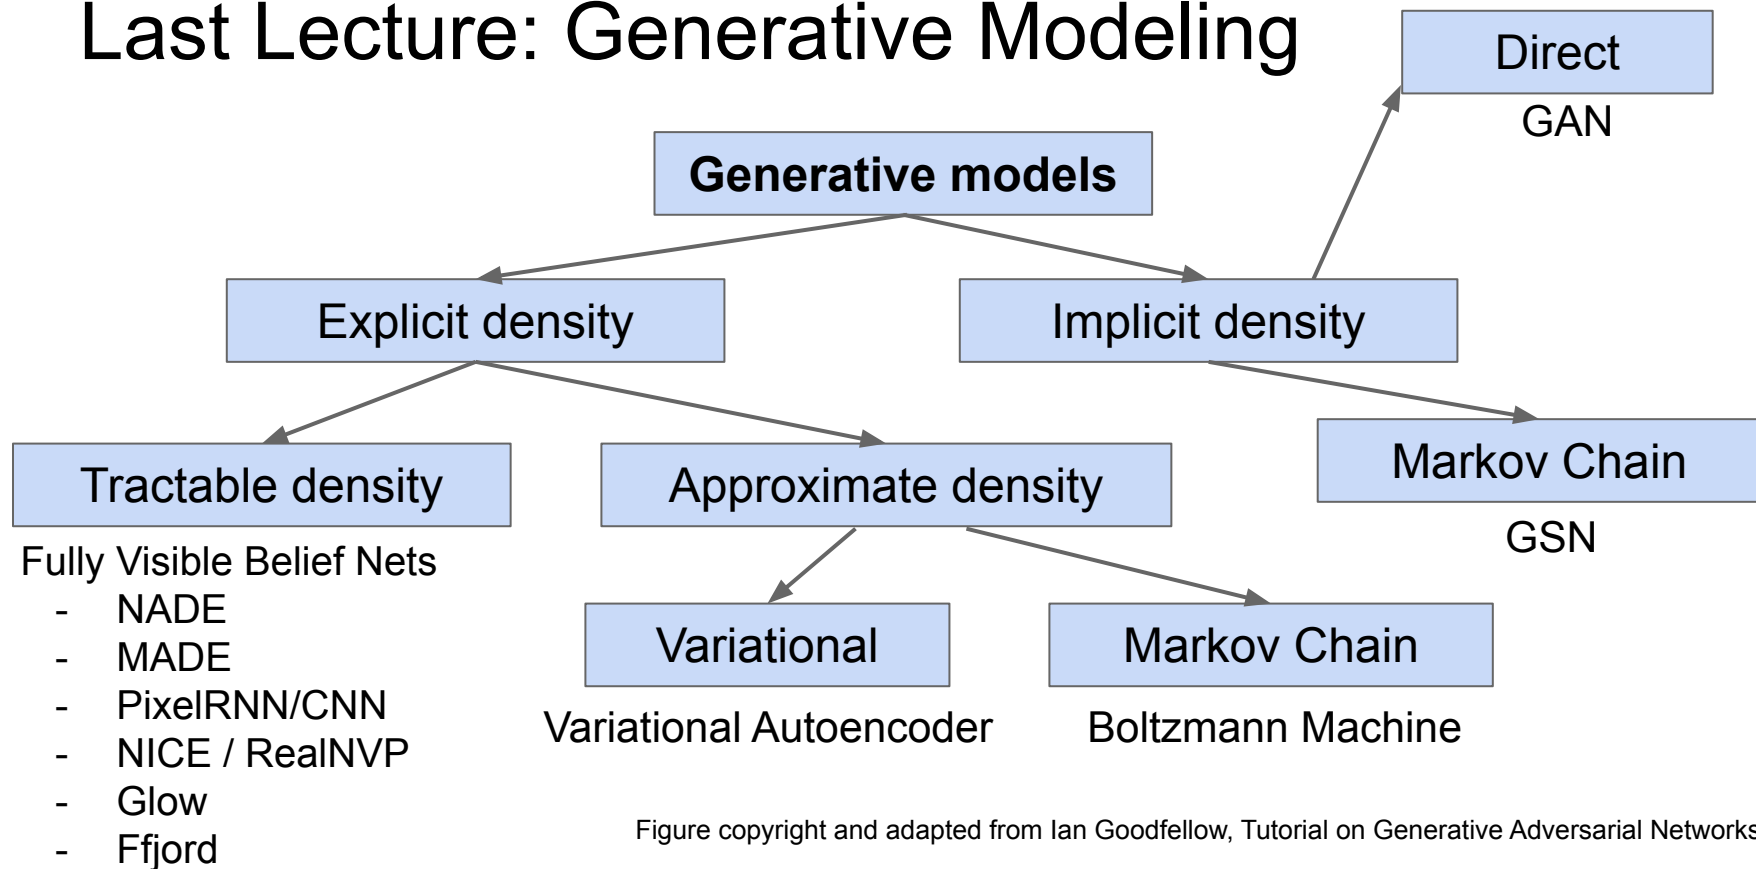 Last Lecture: Generative Modeling
Direct
GAN
Generative models
Explicit density
Implicit density
Tractable density
Approximate density
Markov Chain
GSN
Fully Visible Belief Nets
- NADE
- MADE
- PixelRNN/CNN
- NICE / RealNVP
- Glow
- Ffjord
Variational
Markov Chain
Variational Autoencoder
Boltzmann Machine
Figure copyright and adapted from Ian Goodfellow, Tutorial on Generative Adversarial Networks